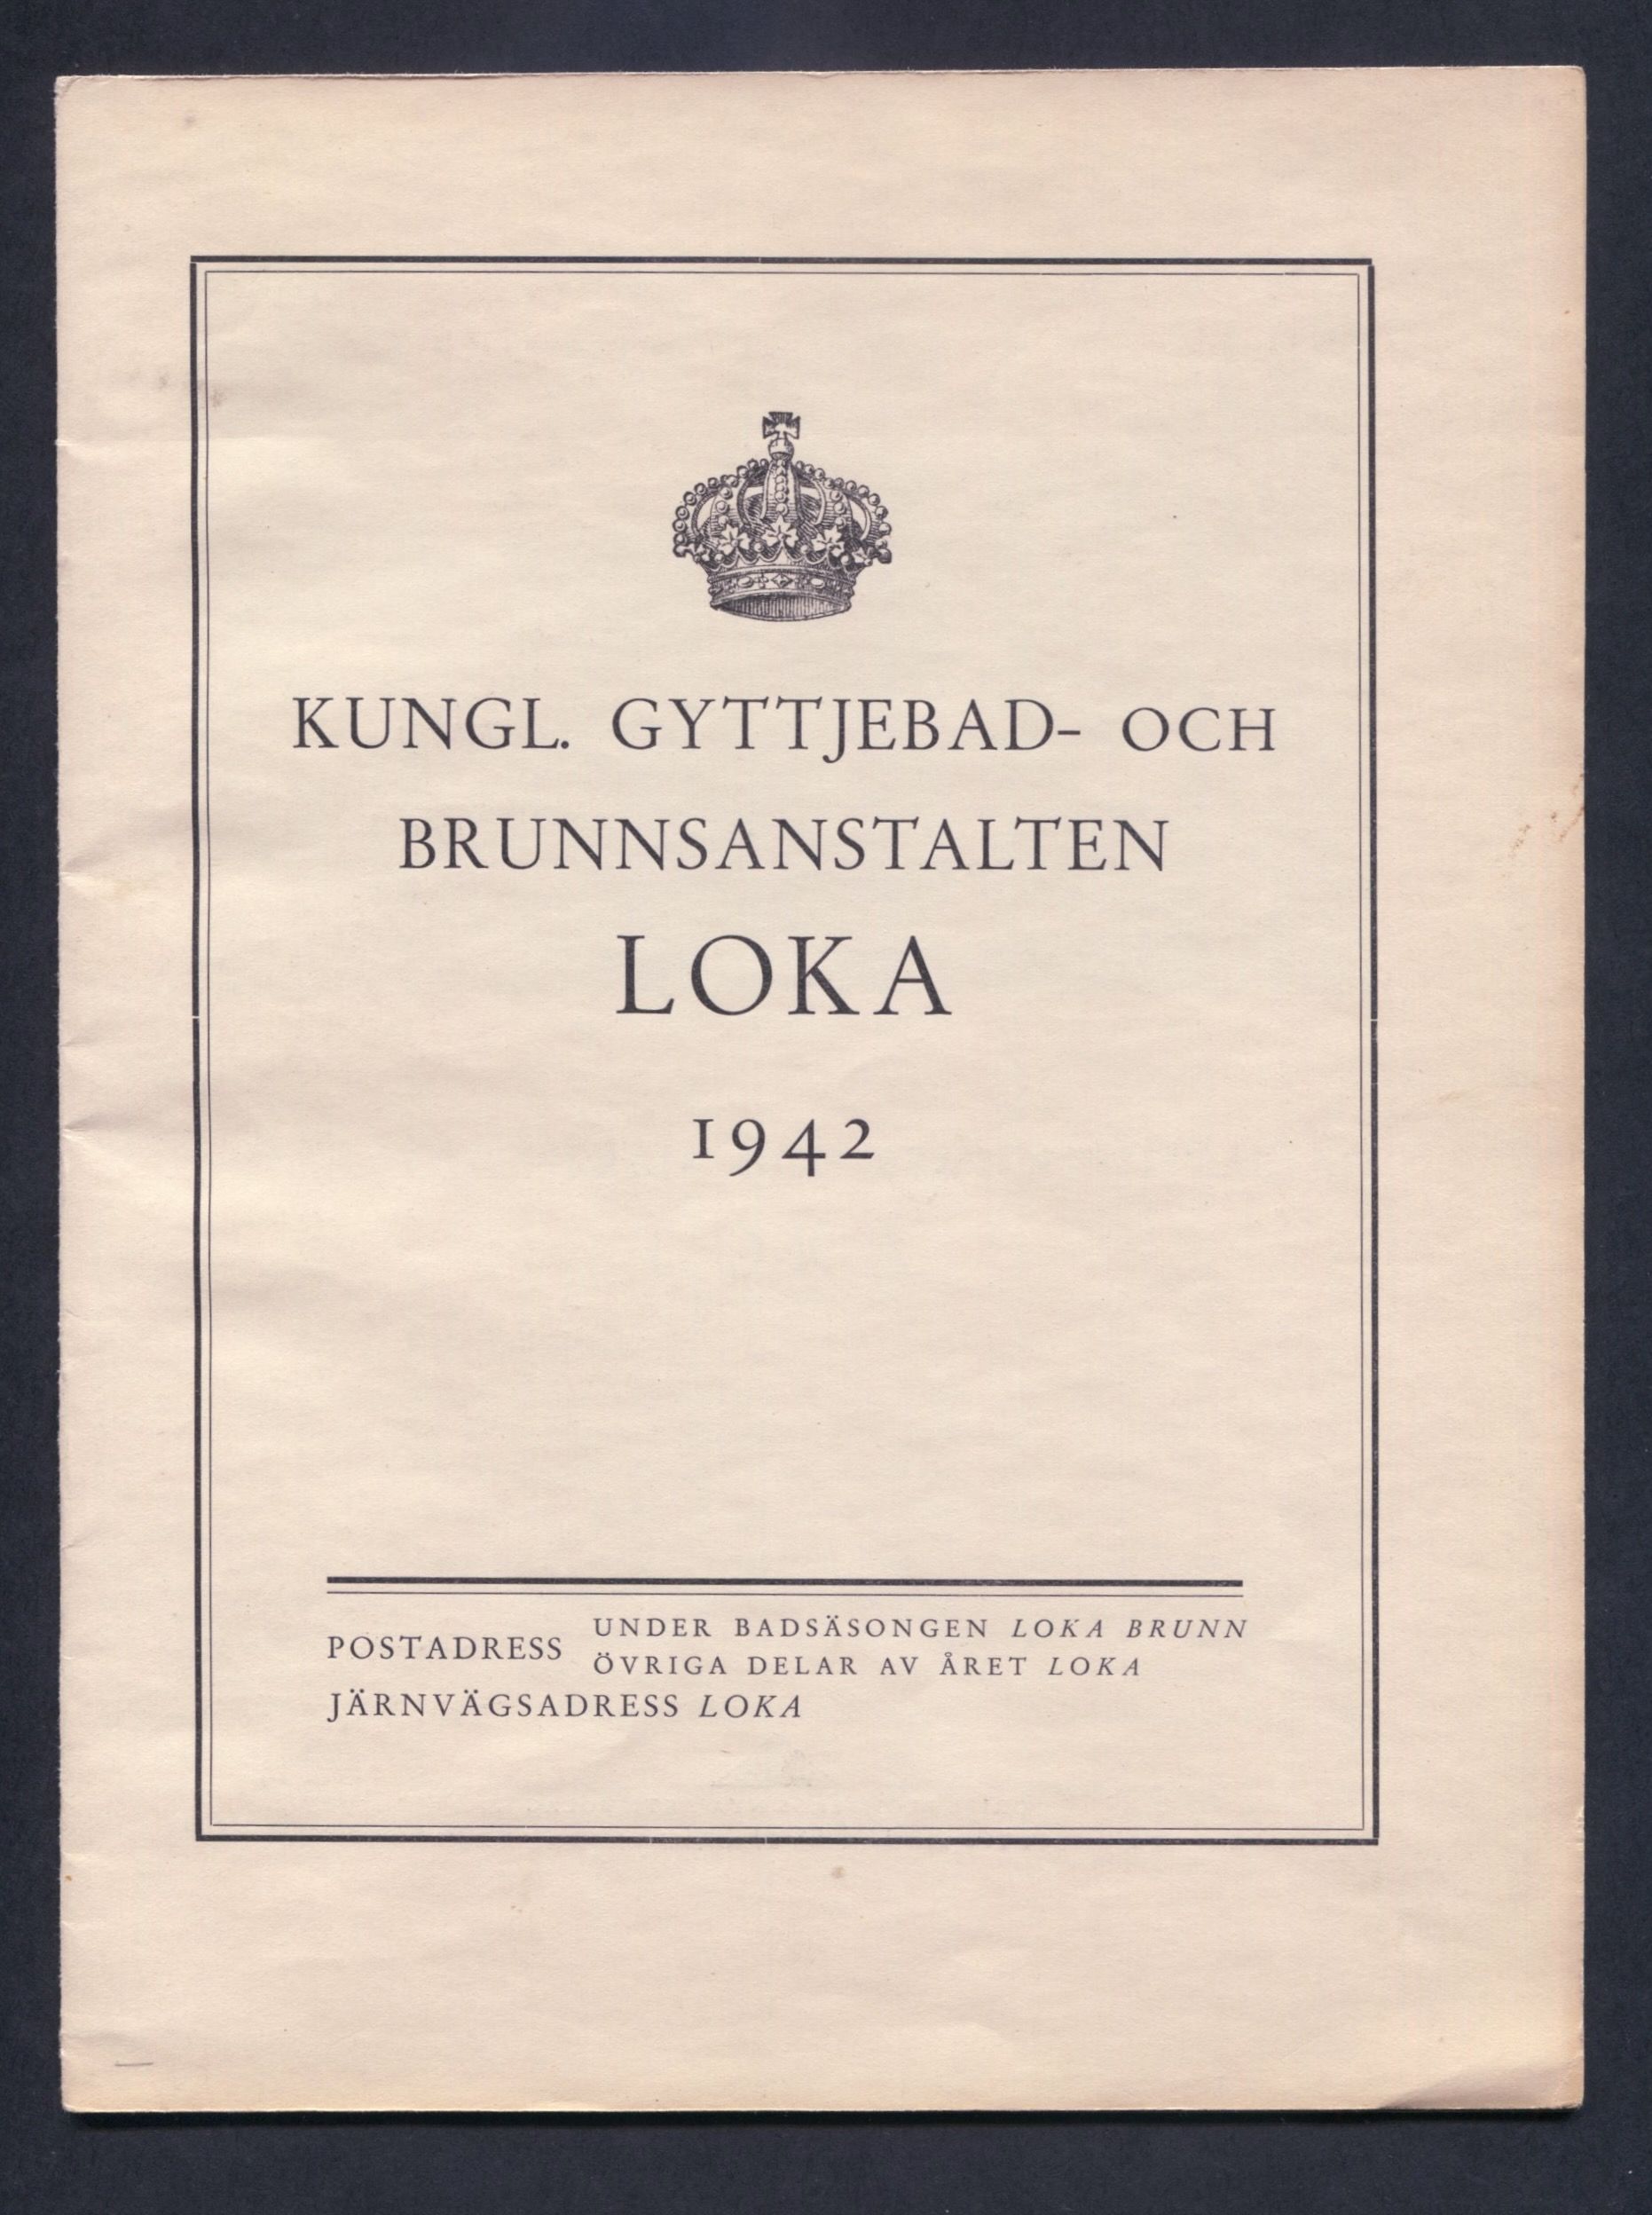 KUNGL. GYTTJEBAD- OCH
BRUNNSANSTALTEN
LOKA
1942
POSTADRESS
UNDER BADSÄSONGEN LOKA BRUNN
ÖVRIGA DELAR AV ÅRET LOKA
JÄRNVÄGSADRESS LOKA